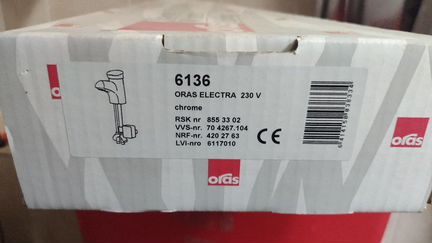 6136
ORAS ELECTRA 230 V
chrome
RSK nr 855 33 02
VVS-nr. 70 4267.104
NRF-nr. 420 27 63
LVI-nro 6117010
CE
oras
oras
oras